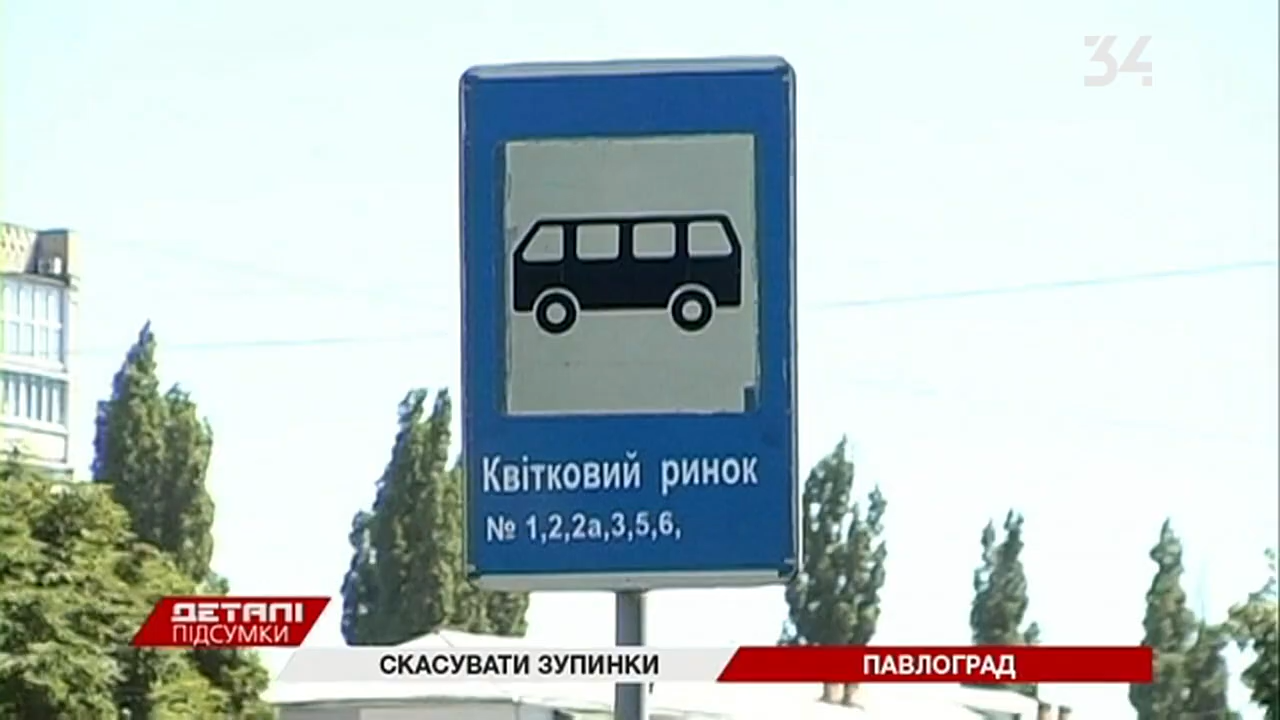 34
Квітковий ринок
№ 1,2,2а,3,5,6,
ДЕТАЛІ
ПІДСУМКИ
СКАСУВАТИ ЗУПИНКИ
ПАВЛОГРАД